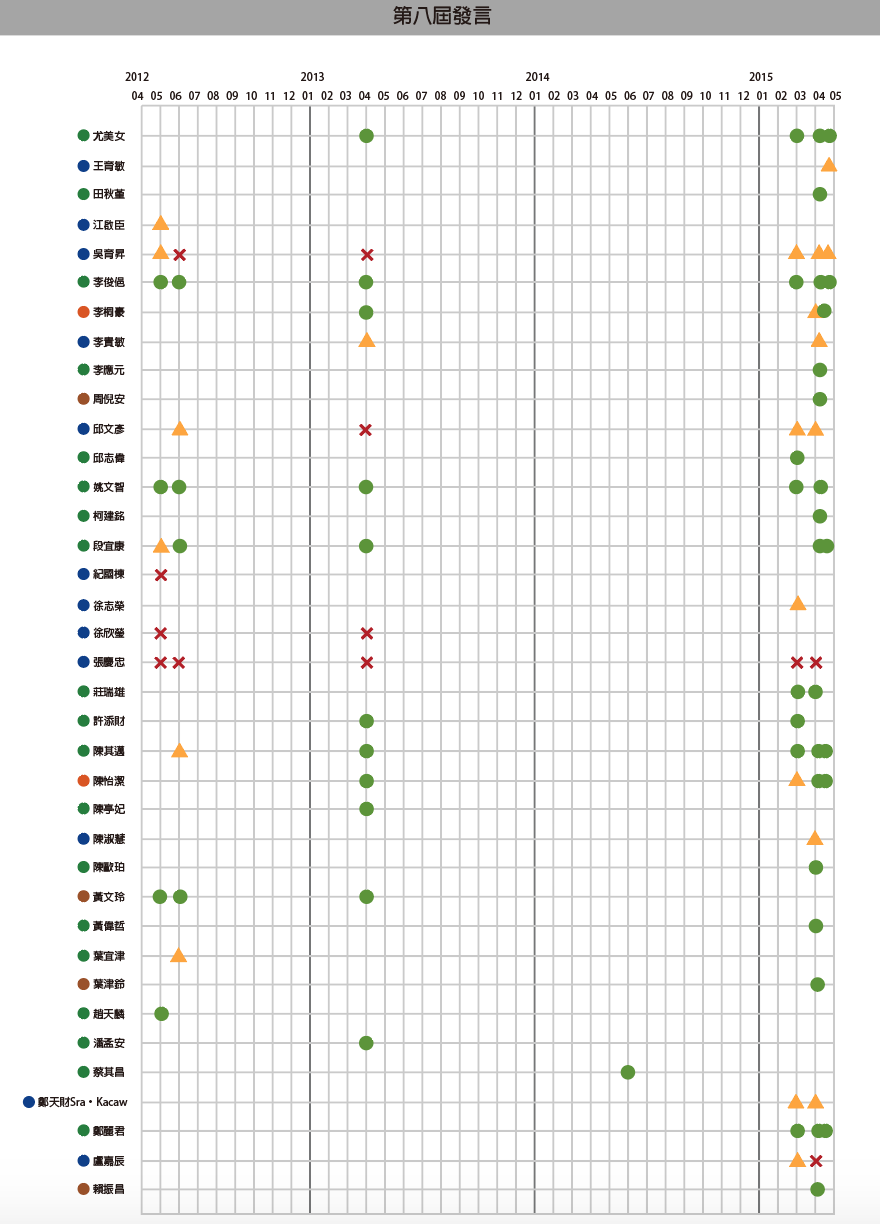 第八屆發言
2012 2013 2014 2015
04 05 06 07 08 09 10 11 12 01 02 03 04 05 06 07 08 09 10 11 12 01 02 03 04 05 06 07 08 09 10 11 12 01 02 03 04 05
尤美女
王育敏
田秋堇
江啟臣
吳育昇
李俊俋
李桐豪
李貴敏
李應元
周倪安
邱文彥
邱志偉
姚文智
柯建銘
段宜康
紀國棟
徐志榮
徐欣瑩
張慶忠
莊瑞雄
許添財
陳其邁
陳怡潔
陳亭妃
陳淑慧
陳歐珀
黃文玲
黃偉哲
葉宜津
葉津鈴
趙天麟
潘孟安
蔡其昌
鄭天財Sra・Kacaw
鄭麗君
盧嘉辰
賴振昌